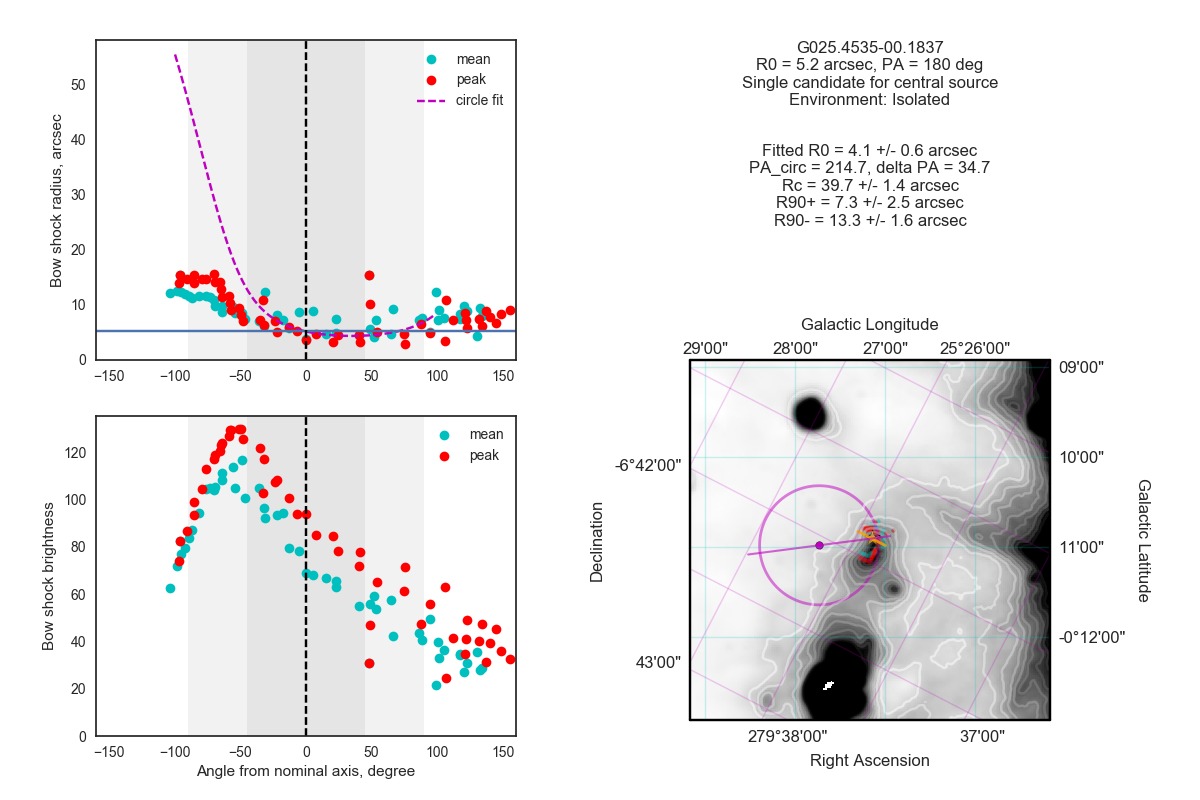 mean
peak
circle fit
Bow shock radius, arcsec
50
40
30
20
10
0
−150
−100
−50
0
50
100
150
mean
peak
Bow shock brightness
120
100
80
60
40
20
0
−150
−100
−50
0
50
100
150
Angle from nominal axis, degree
G025.4535-00.1837
R0 = 5.2 arcsec, PA = 180 deg
Single candidate for central source
Environment: Isolated
Fitted R0 = 4.1 +/- 0.6 arcsec
PA_circ = 214.7, delta PA = 34.7
Rc = 39.7 +/- 1.4 arcsec
R90+ = 7.3 +/- 2.5 arcsec
R90- = 13.3 +/- 1.6 arcsec
Galactic Longitude
29'00"
28'00"
27'00"
25°26'00"
09'00"
10'00"
11'00"
-0°12'00"
Galactic Latitude
-6°42'00"
43'00"
Declination
279°38'00"
37'00"
Right Ascension